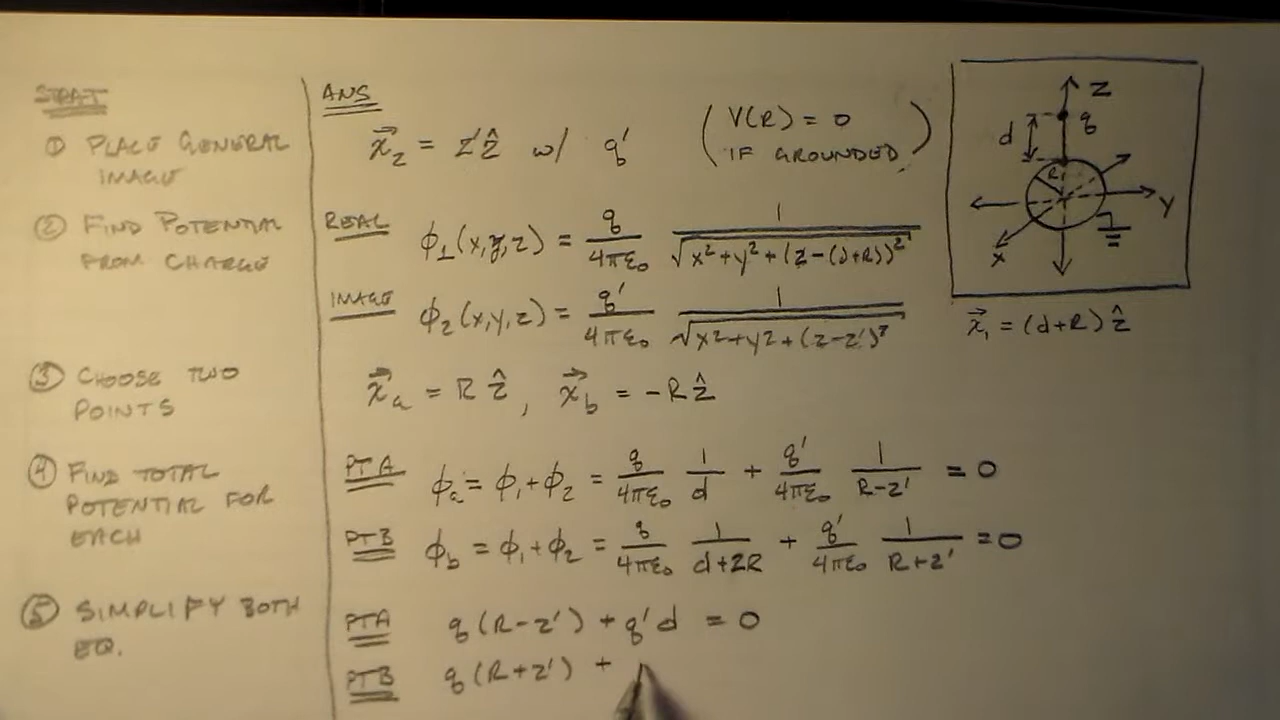 STRAT
① PLACE GENERAL
IMAGE
② FIND POTENTIAL
FROM CHARGE
③ CHOOSE TWO
POINTS
④ FIND TOTAL
POTENTIAL FOR
EACH
⑤ SIMPLIFY BOTH
EQ.
ANS
x⃗₂ = z'ẑ w/ q' (V(R) = 0
IF GROUNDED)
REAL ϕ₁(x,y,z) = q/4πε₀ 1/√(x²+y²+(z-(d+R))²)
IMAGE ϕ₂(x,y,z) = q'/4πε₀ 1/√(x²+y²+(z-z')²)
x⃗ₐ = R ẑ, x⃗_b = -R ẑ
PTA ϕₐ = ϕ₁+ϕ₂ = q/4πε₀ 1/d + q'/4πε₀ 1/(R-z') = 0
PTB ϕ_b = ϕ₁+ϕ₂ = q/4πε₀ 1/(d+2R) + q'/4πε₀ 1/(R+z') = 0
PTA q(R-z') + q'd = 0
PTB q(R+z') +
z
q
d
R
Y
x
x⃗₁ = (d+R) ẑ